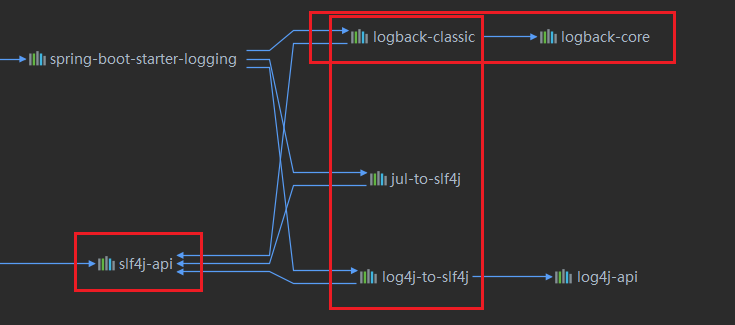 logback-classic
logback-core
spring-boot-starter-logging
jul-to-slf4j
slf4j-api
log4j-to-slf4j
log4j-api